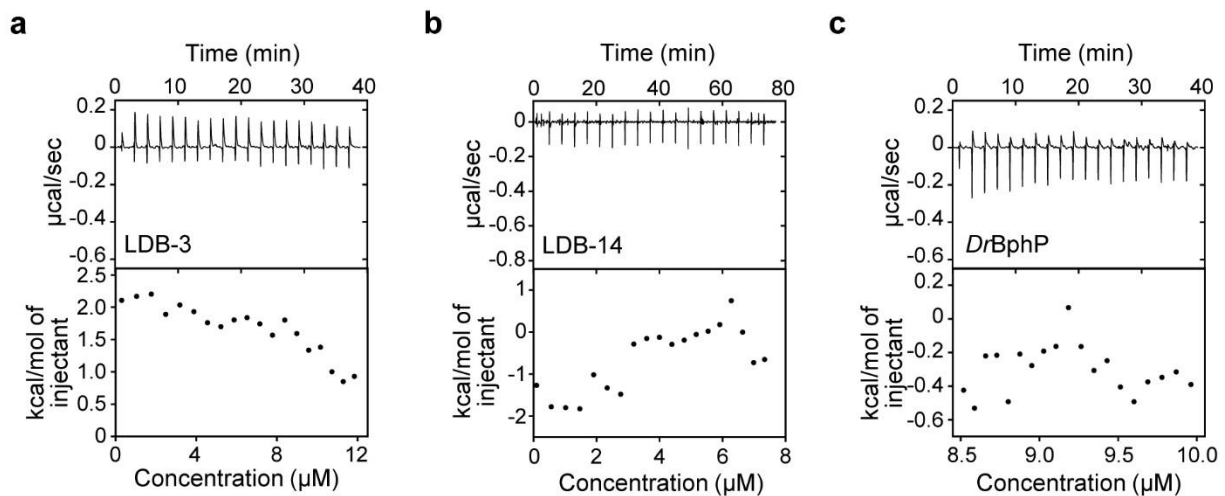 a
Time (min)
0 10 20 30 40
0.2
0
-0.2
-0.4
-0.6
µcal/sec
LDB-3
2.5
2.0
1.5
1.0
0.5
0
kcal/mol of
injectant
0 4 8 12
Concentration (µM)
b
Time (min)
0 10 20 30 40 50 60 70 80
0
-0.2
-0.4
-0.6
-0.8
µcal/sec
LDB-14
1
0
-1
-2
kcal/mol of
injectant
0 2 4 6 8
Concentration (µM)
c
Time (min)
0 10 20 30 40
0.2
0
-0.2
-0.4
-0.6
µcal/sec
DrBphP
0.2
0
-0.2
-0.4
-0.6
kcal/mol of
injectant
8.5 9.0 9.5 10.0
Concentration (µM)